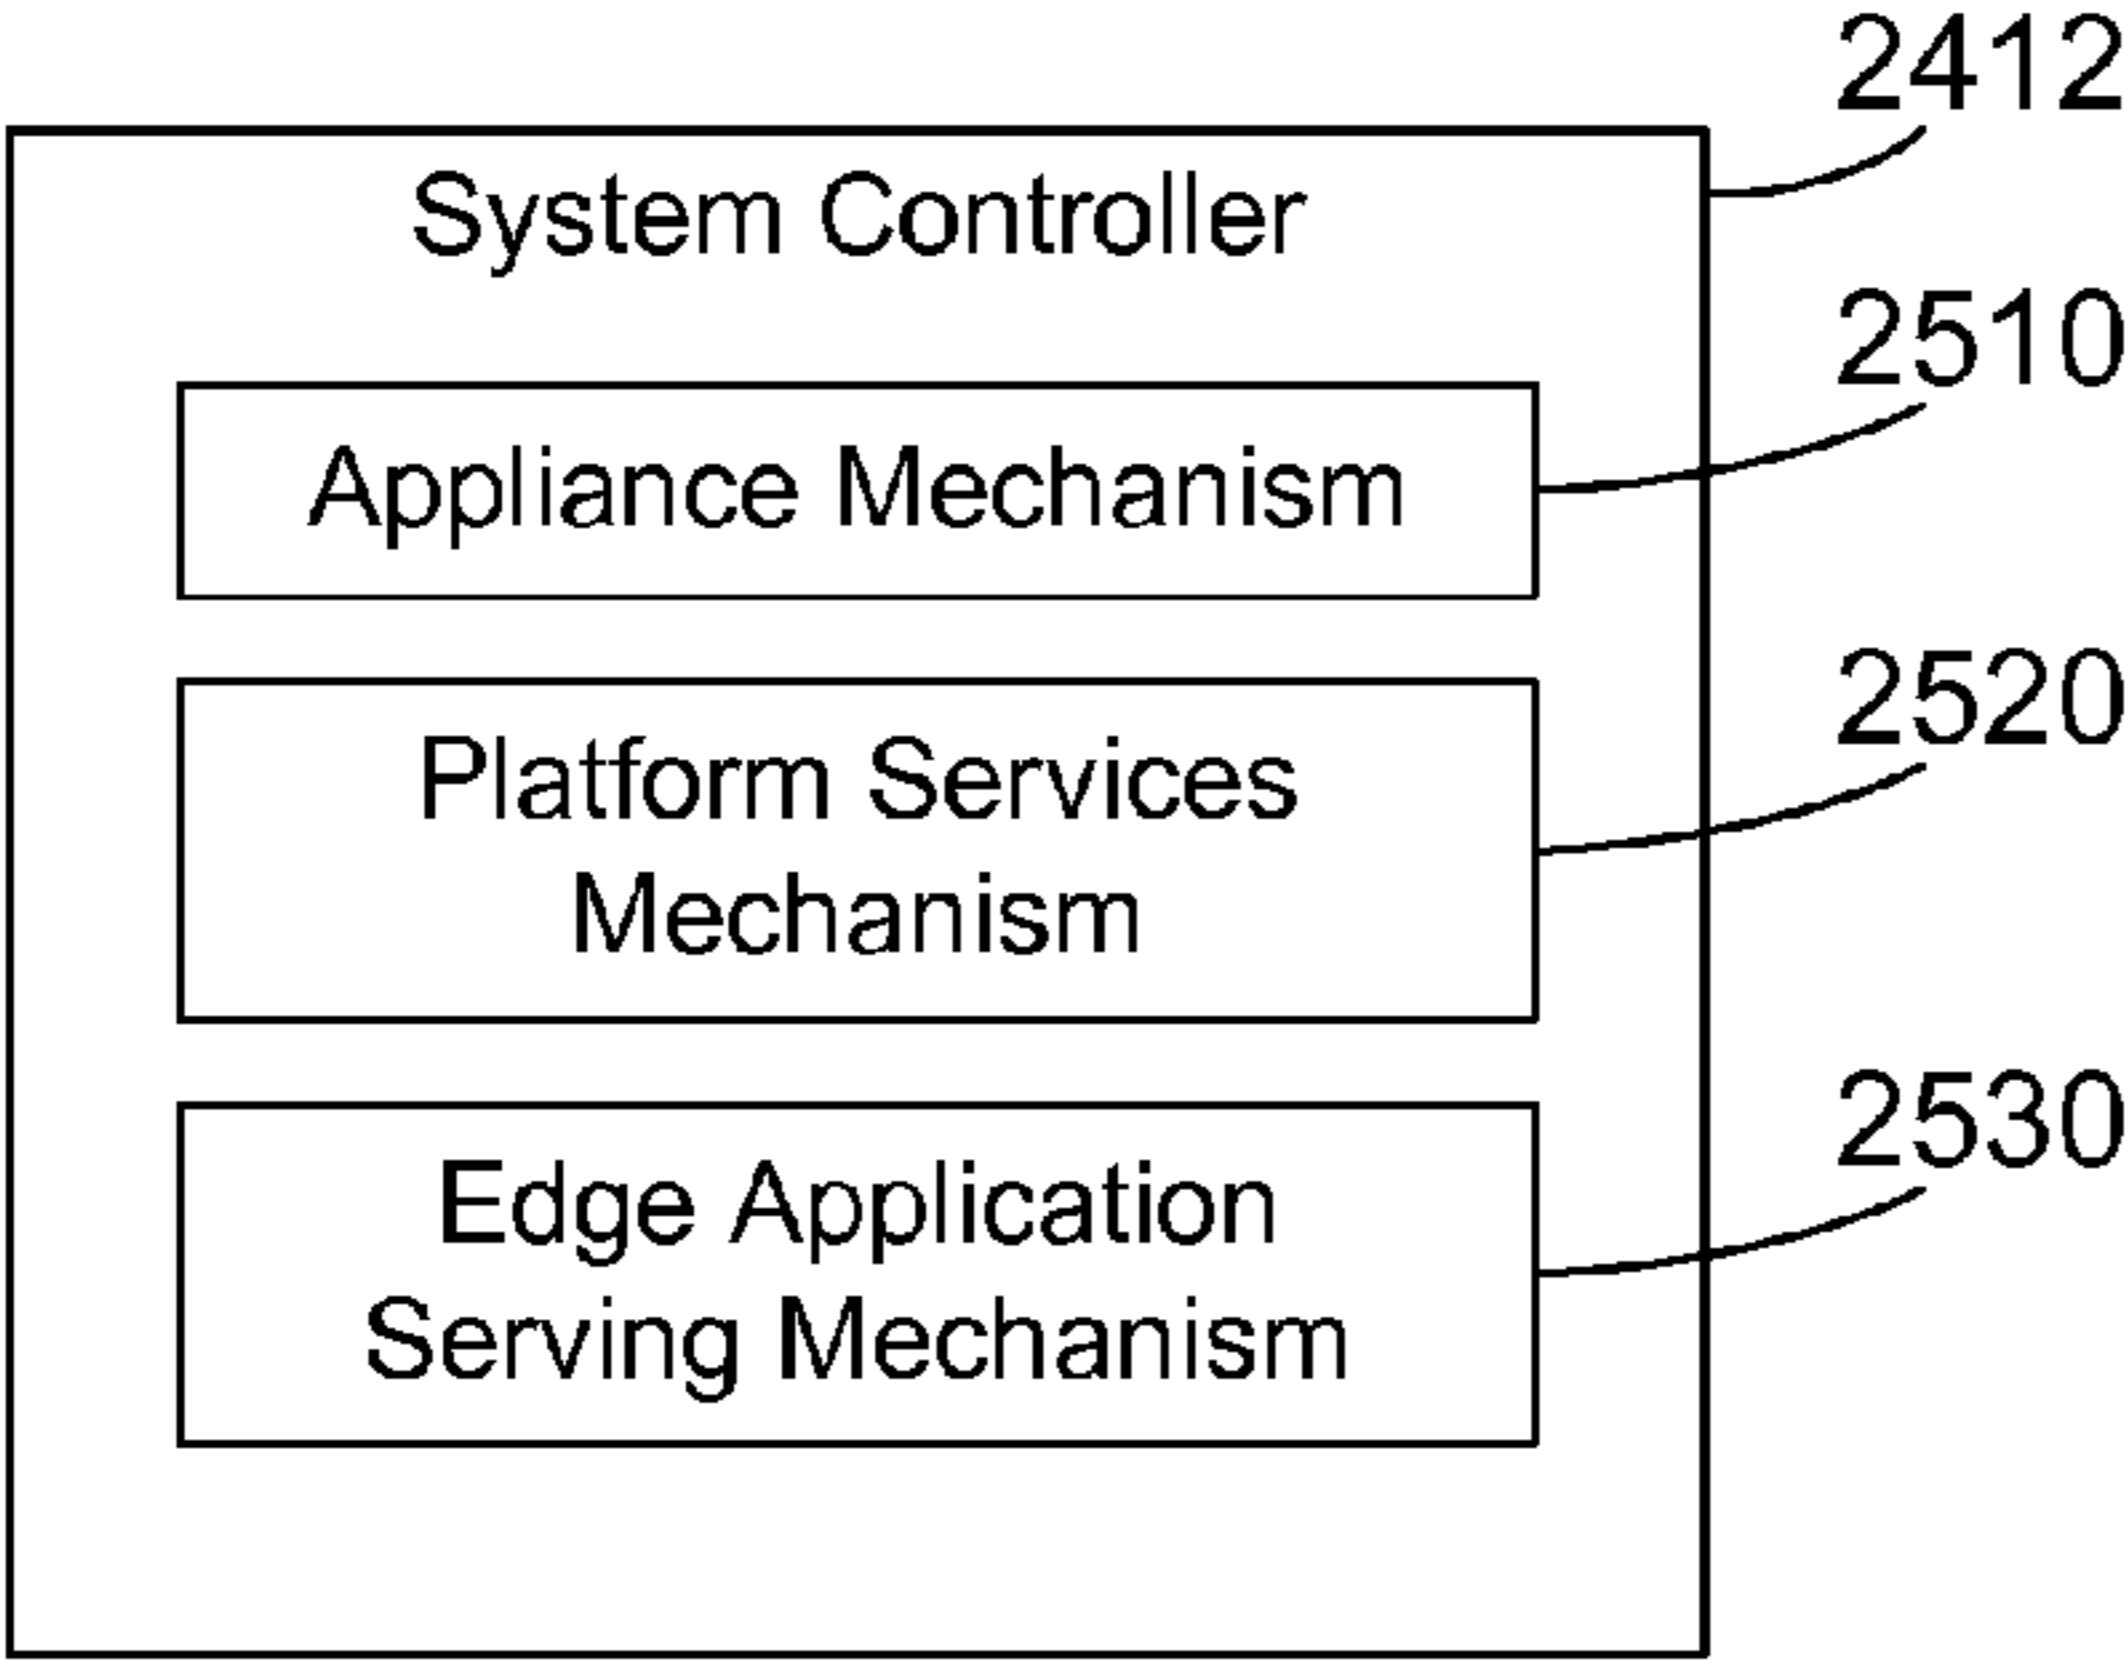 2412
System Controller
2510
Appliance Mechanism
2520
Platform Services
Mechanism
2530
Edge Application
Serving Mechanism